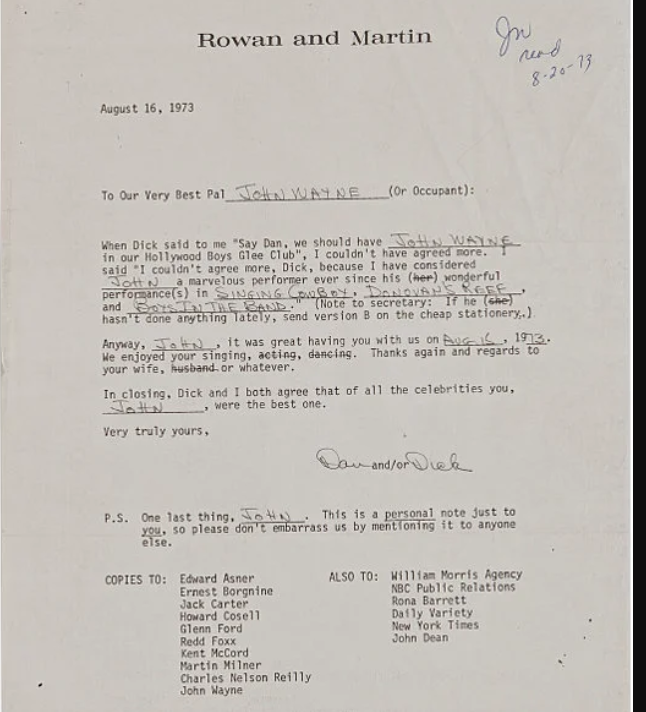 Rowan and Martin
JW
read
8-20-73
August 16, 1973
To Our Very Best Pal JOHN WAYNE (Or Occupant):
When Dick said to me "Say Dan, we should have JOHN WAYNE
in our Hollywood Boys Glee Club", I couldn't have agreed more. I
said "I couldn't agree more, Dick, because I have considered
JOHN a marvelous performer ever since his (her) wonderful
performance(s) in SINGING COWBOY, DONOVAN'S REEF,
and BOYS IN THE BAND." (Note to secretary: If he (she)
hasn't done anything lately, send version B on the cheap stationery.)
Anyway, JOHN, it was great having you with us on AUG 16, 1973.
We enjoyed your singing, acting, dancing. Thanks again and regards to
your wife, husband or whatever.
In closing, Dick and I both agree that of all the celebrities you,
JOHN, were the best one.
Very truly yours,
Dan and/or Dick
P.S. One last thing, JOHN. This is a personal note just to
you, so please don't embarrass us by mentioning it to anyone
else.
COPIES TO: Edward Asner
Ernest Borgnine
Jack Carter
Howard Cosell
Glenn Ford
Redd Foxx
Kent McCord
Martin Milner
Charles Nelson Reilly
John Wayne
ALSO TO: William Morris Agency
NBC Public Relations
Rona Barrett
Daily Variety
New York Times
John Dean